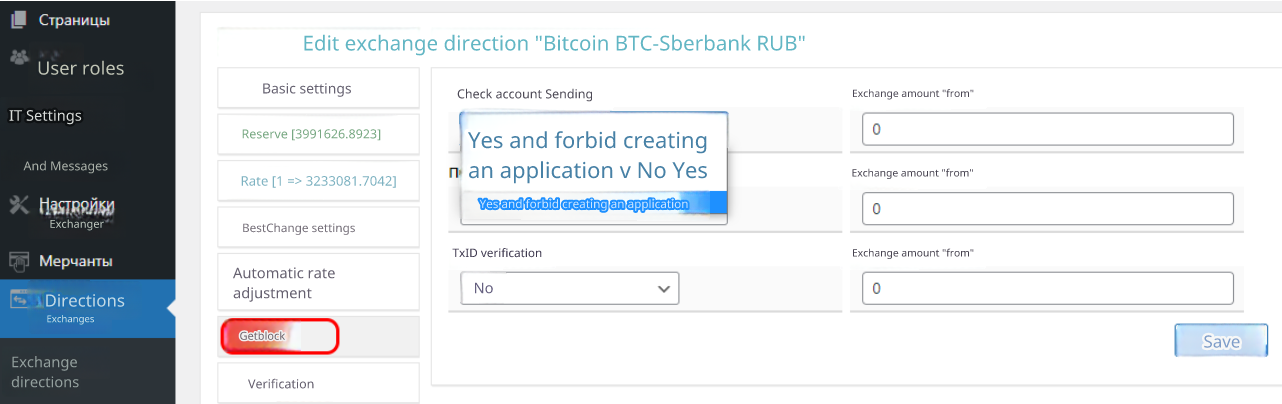 Страницы
User roles
IT Settings
And Messages
Настройки
Exchanger
Мерчанты
Directions
Exchanges
Exchange
directions
Edit exchange direction "Bitcoin BTC-Sberbank RUB"
Basic settings
Reserve [3991626.8923]
Rate [1 => 3233081.7042]
BestChange settings
Automatic rate
adjustment
Getblock
Verification
Check account Sending
Yes and forbid creating
an application v No Yes
Yes and forbid creating an application
TxID verification
No
Exchange amount "from"
0
Exchange amount "from"
0
Exchange amount "from"
0
Save